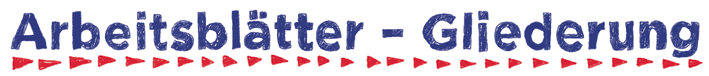 Arbeitsblätter – Gliederung